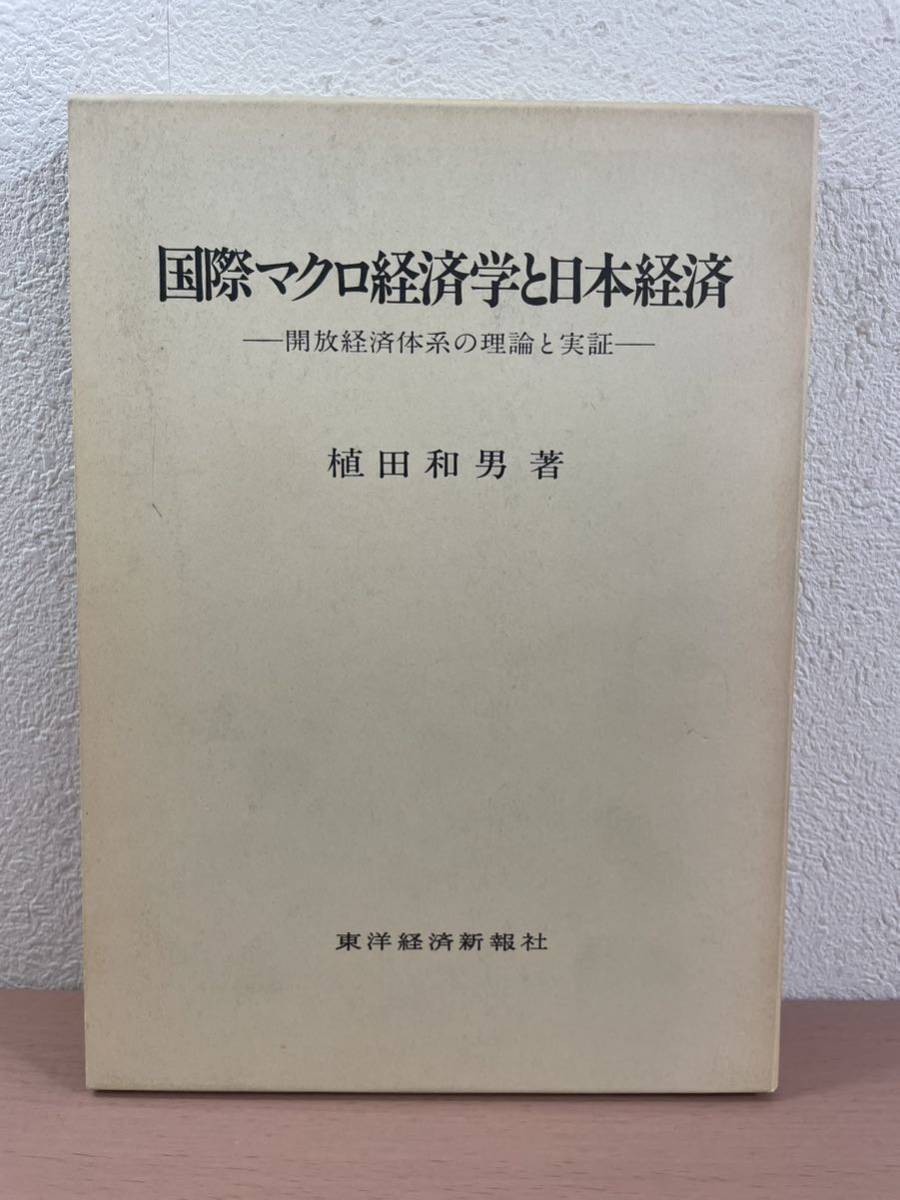 国際マクロ経済学と日本経済
―開放経済体系の理論と実証―
植田和男 著
東洋経済新報社